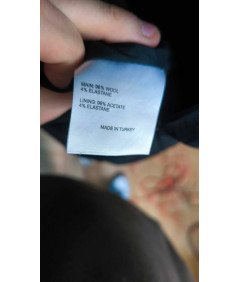 MAIN: 96% WOOL
4% ELASTANE
LINING: 96% ACETATE
4% ELASTANE
MADE IN TURKEY